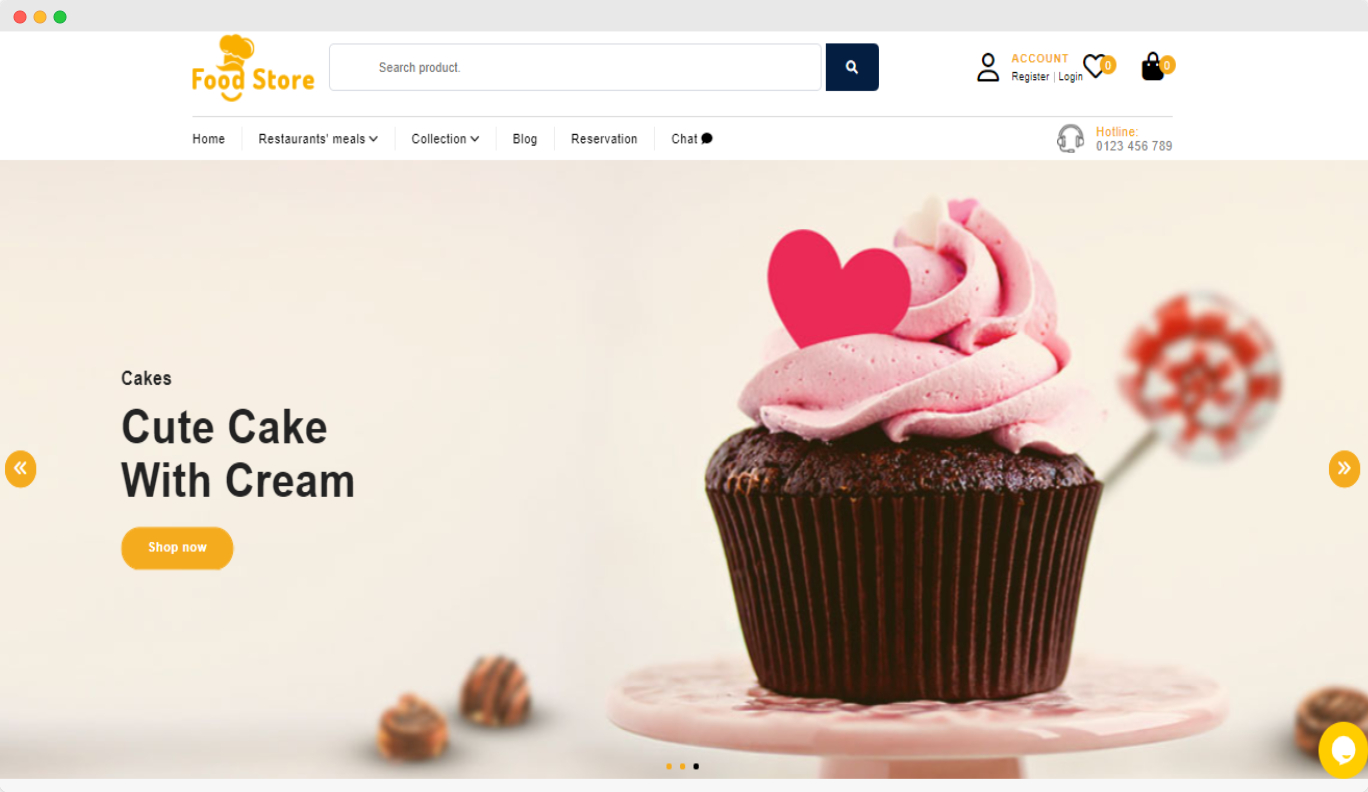 Food Store
Search product.
ACCOUNT
Register | Login
0
0
Home
Restaurants' meals
Collection
Blog
Reservation
Chat
Hotline:
0123 456 789
Cakes
Cute Cake
With Cream
Shop now